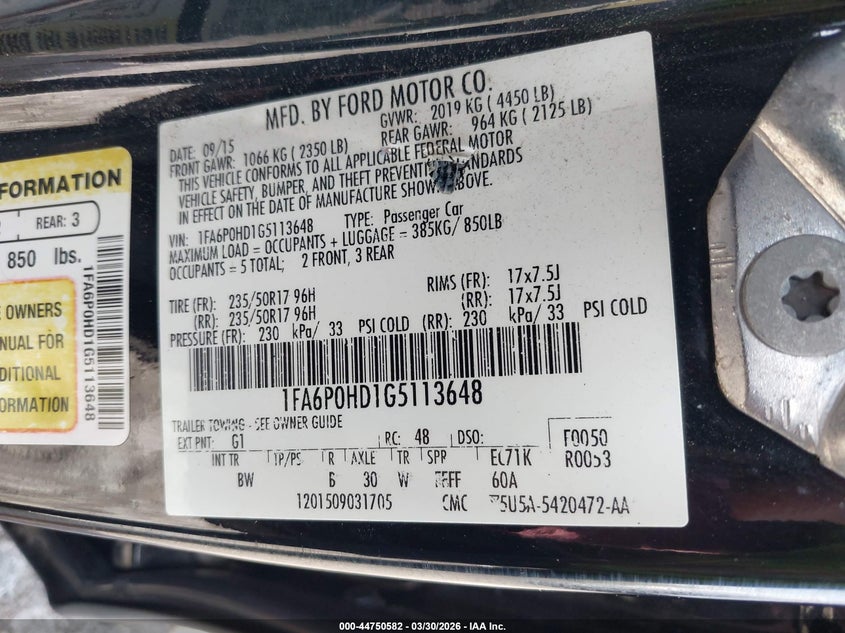 MFD. BY FORD MOTOR CO.
DATE: 09/15 GVWR: 2019 KG ( 4450 LB)
FRONT GAWR: 1066 KG ( 2350 LB) REAR GAWR: 964 KG ( 2125 LB)
THIS VEHICLE CONFORMS TO ALL APPLICABLE FEDERAL MOTOR
VEHICLE SAFETY, BUMPER, AND THEFT PREVENTION STANDARDS
IN EFFECT ON THE DATE OF MANUFACTURE SHOWN ABOVE.
VIN: 1FA6P0HD1G5113648 TYPE: Passenger Car
MAXIMUM LOAD = OCCUPANTS + LUGGAGE = 385KG/ 850LB
OCCUPANTS = 5 TOTAL; 2 FRONT, 3 REAR
TIRE (FR): 235/50R17 96H RIMS (FR): 17x7.5J
(RR): 235/50R17 96H (RR): 17x7.5J
PRESSURE (FR): 230 kPa/ 33 PSI COLD (RR): 230 kPa/ 33 PSI COLD
1FA6P0HD1G5113648
TRAILER TOWING - SEE OWNER GUIDE
EXT PNT: G1 RC: 48 DSO: F0050
INT TR TP/PS R AXLE TR SPR R0053
BW 30 W 60A
1201509031705 CMC 5U5A-5420472-AA
FORMATION
REAR: 3
850 lbs.
1FA6P0HD1G5113648
OWNERS
ANUAL FOR
DITIONAL
ORMATION
000-44750582 — 03/30/2026 — IAA Inc.